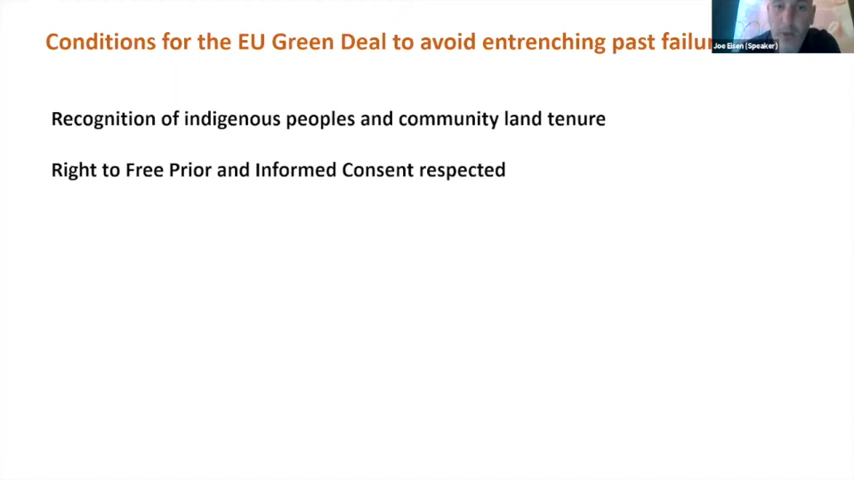 Conditions for the EU Green Deal to avoid entrenching past failu
Joe Eisen (Speaker)
Recognition of indigenous peoples and community land tenure
Right to Free Prior and Informed Consent respected